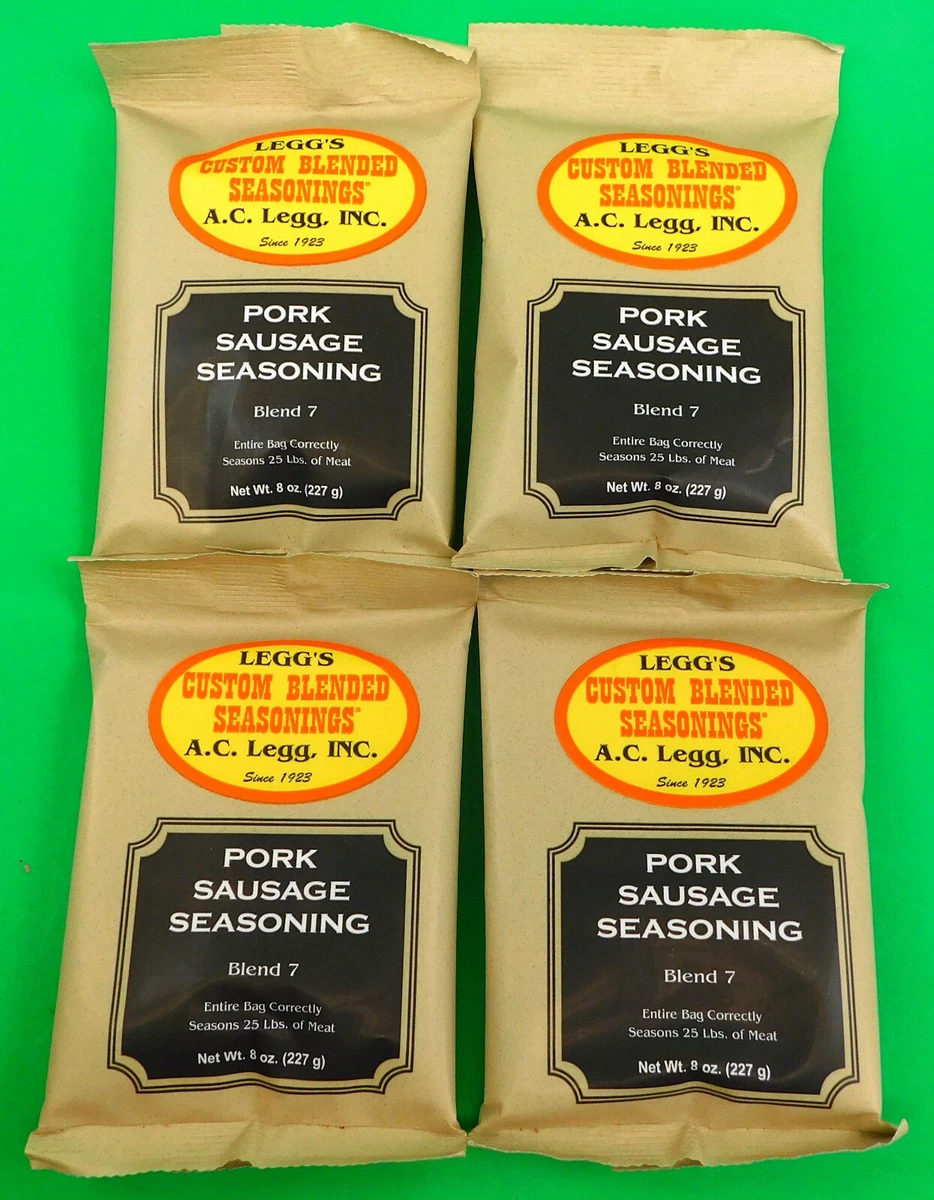 LEGG'S
CUSTOM BLENDED
SEASONINGS®
A.C. Legg, INC.
Since 1923
PORK
SAUSAGE
SEASONING
Blend 7
Entire Bag Correctly
Seasons 25 Lbs. of Meat
Net Wt. 8 oz. (227 g)
LEGG'S
CUSTOM BLENDED
SEASONINGS®
A.C. Legg, INC.
Since 1923
PORK
SAUSAGE
SEASONING
Blend 7
Entire Bag Correctly
Seasons 25 Lbs. of Meat
Net Wt. 8 oz. (227 g)
LEGG'S
CUSTOM BLENDED
SEASONINGS®
A.C. Legg, INC.
Since 1923
PORK
SAUSAGE
SEASONING
Blend 7
Entire Bag Correctly
Seasons 25 Lbs. of Meat
Net Wt. 8 oz. (227 g)
LEGG'S
CUSTOM BLENDED
SEASONINGS®
A.C. Legg, INC.
Since 1923
PORK
SAUSAGE
SEASONING
Blend 7
Entire Bag Correctly
Seasons 25 Lbs. of Meat
Net Wt. 8 oz. (227 g)